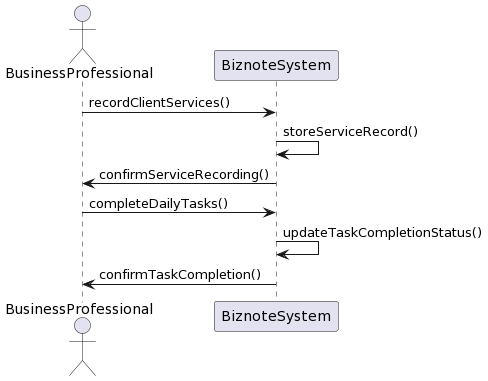 BusinessProfessional
BiznoteSystem
recordClientServices()
storeServiceRecord()
confirmServiceRecording()
completeDailyTasks()
updateTaskCompletionStatus()
confirmTaskCompletion()
BusinessProfessional
BiznoteSystem